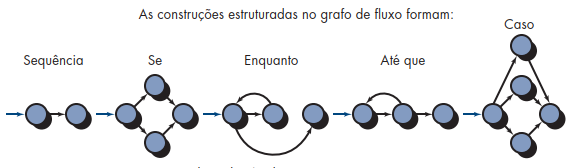 As construções estruturadas no grafo de fluxo formam:
Caso
Sequência Se Enquanto Até que